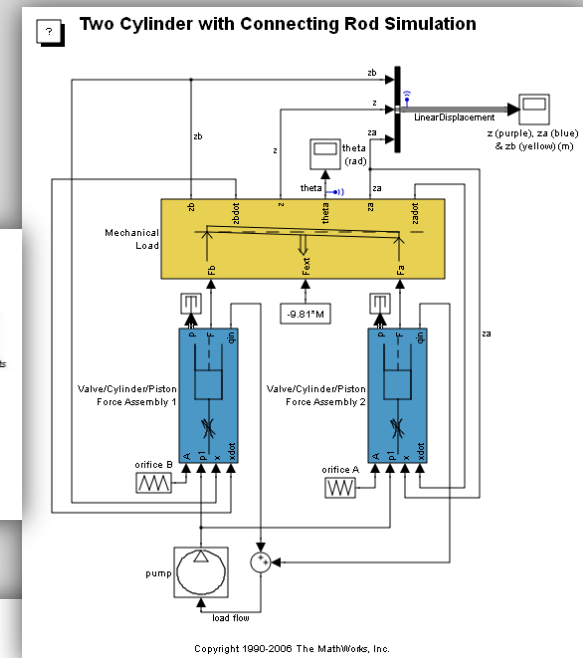 ?
Two Cylinder with Connecting Rod Simulation
zb
z
LinearDisplacement
za
z (purple), za (blue)
& zb (yellow) (m)
zb
z
theta
(rad)
theta
za
zb
zbdot
z
theta
za
zadot
Mechanical
Load
Fb
Fext
Fa
-9.81*M
za
P
F
qin
P
F
qin
ts
Valve/Cylinder/Piston
Force Assembly 1
Valve/Cylinder/Piston
Force Assembly 2
A
p1
x
xdot
A
p1
x
xdot
orifice B
orifice A
pump
load flow
Copyright 1990-2006 The MathWorks, Inc.